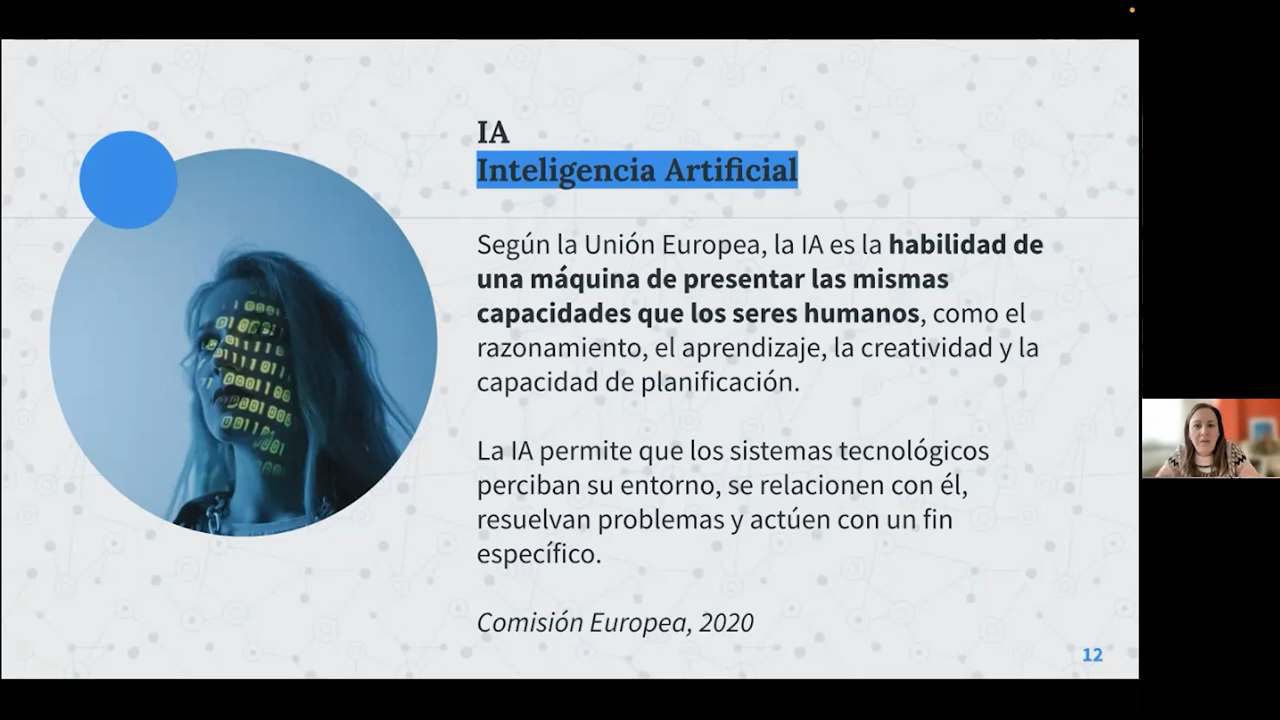 IA
Inteligencia Artificial
Según la Unión Europea, la IA es la habilidad de
una máquina de presentar las mismas
capacidades que los seres humanos, como el
razonamiento, el aprendizaje, la creatividad y la
capacidad de planificación.
La IA permite que los sistemas tecnológicos
perciban su entorno, se relacionen con él,
resuelvan problemas y actúen con un fin
específico.
Comisión Europea, 2020
12